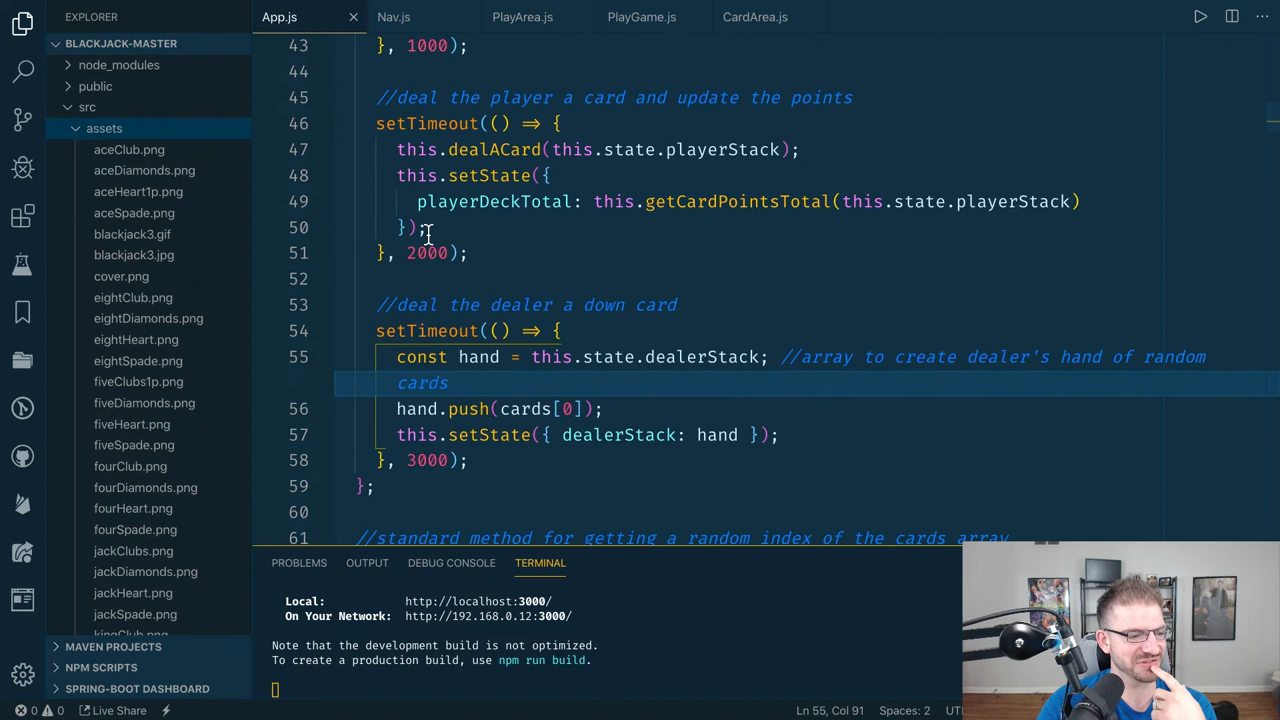 EXPLORER
App.js
Nav.js
PlayArea.js
PlayGame.js
CardArea.js
BLACKJACK-MASTER
node_modules
public
src
assets
aceClub.png
aceDiamonds.png
aceHeart1p.png
aceSpade.png
blackjack3.gif
blackjack3.jpg
cover.png
eightClub.png
eightDiamonds.png
eightHeart.png
eightSpade.png
fiveClubs1p.png
fiveDiamonds.png
fiveHeart.png
fiveSpade.png
fourClub.png
fourDiamonds.png
fourHeart.png
fourSpade.png
jackClubs.png
jackDiamonds.png
jackHeart.png
jackSpade.png
kingClub.png
MAVEN PROJECTS
NPM SCRIPTS
SPRING-BOOT DASHBOARD
43 }, 1000);
44
45 //deal the player a card and update the points
46 setTimeout(() => {
47 this.dealACard(this.state.playerStack);
48 this.setState({
49 playerDeckTotal: this.getCardPointsTotal(this.state.playerStack)
50 });
51 }, 2000);
52
53 //deal the dealer a down card
54 setTimeout(() => {
55 const hand = this.state.dealerStack; //array to create dealer's hand of random
cards
56 hand.push(cards[0]);
57 this.setState({ dealerStack: hand });
58 }, 3000);
59 };
60
61 //standard method for getting a random index of the cards array
PROBLEMS OUTPUT DEBUG CONSOLE TERMINAL
Local: http://localhost:3000/
On Your Network: http://192.168.0.12:3000/
Note that the development build is not optimized.
To create a production build, use npm run build.
0 0 Live Share
Ln 55, Col 91 Spaces: 2